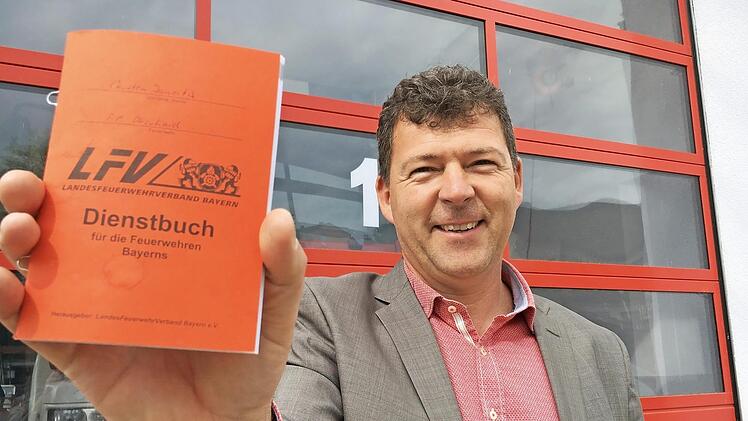 LFV
LANDESFEUERWEHRVERBAND BAYERN
Dienstbuch
für die Feuerwehren
Bayerns
Herausgeber: LandesFeuerwehrVerband Bayern e.V.
1